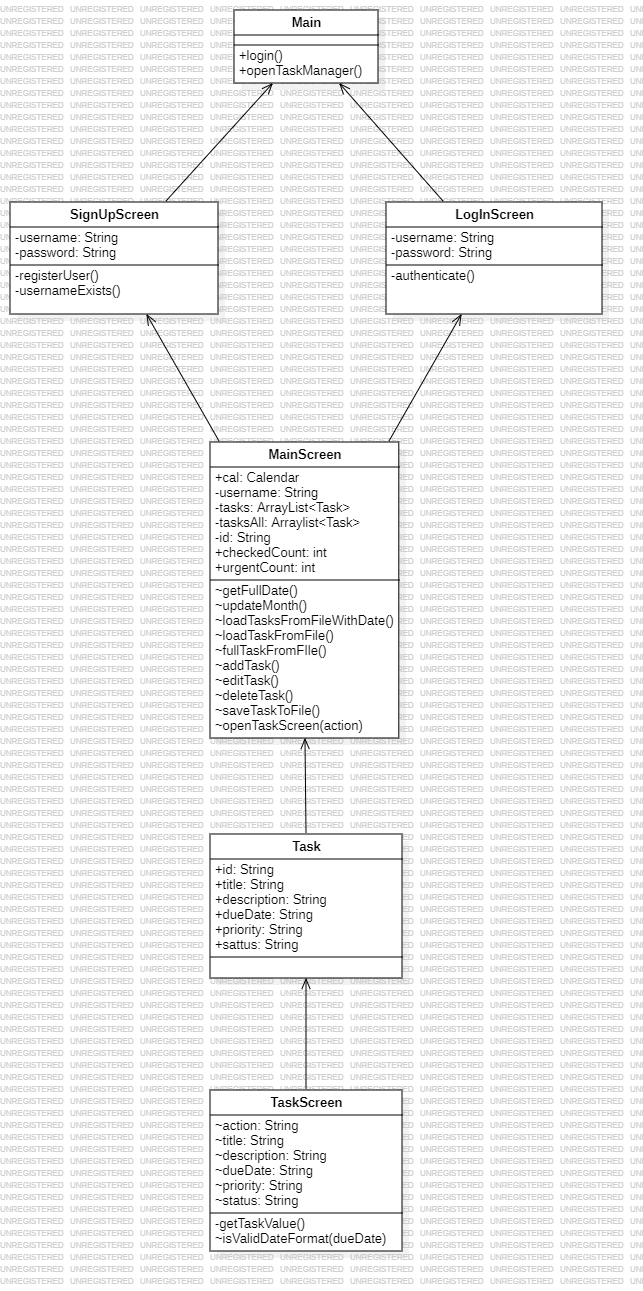 Main
+login()
+openTaskManager()
SignUpScreen
-username: String
-password: String
-registerUser()
-usernameExists()
LogInScreen
-username: String
-password: String
-authenticate()
MainScreen
+cal: Calendar
-username: String
-tasks: ArrayList<Task>
-tasksAll: Arraylist<Task>
-id: String
+checkedCount: int
+urgentCount: int
~getFullDate()
~updateMonth()
~loadTasksFromFileWithDate()
~loadTaskFromFile()
~fullTaskFromFIle()
~addTask()
~editTask()
~deleteTask()
~saveTaskToFile()
~openTaskScreen(action)
Task
+id: String
+title: String
+description: String
+dueDate: String
+priority: String
+sattus: String
TaskScreen
~action: String
~title: String
~description: String
~dueDate: String
~priority: String
~status: String
-getTaskValue()
~isValidDateFormat(dueDate)
UNREGISTERED